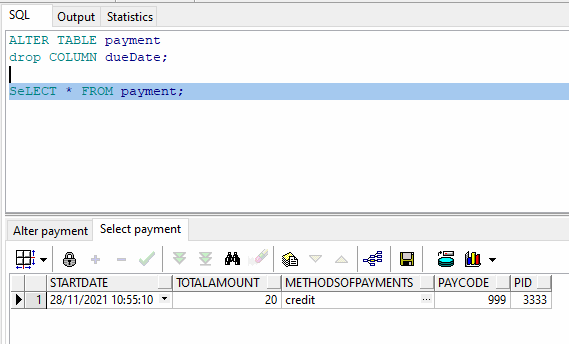 SQL Output Statistics
ALTER TABLE payment
drop COLUMN dueDate;
SeLECT * FROM payment;
Alter payment Select payment
STARTDATE TOTALAMOUNT METHODSOFPAYMENTS PAYCODE PID
1 28/11/2021 10:55:10 20 credit ... 999 3333